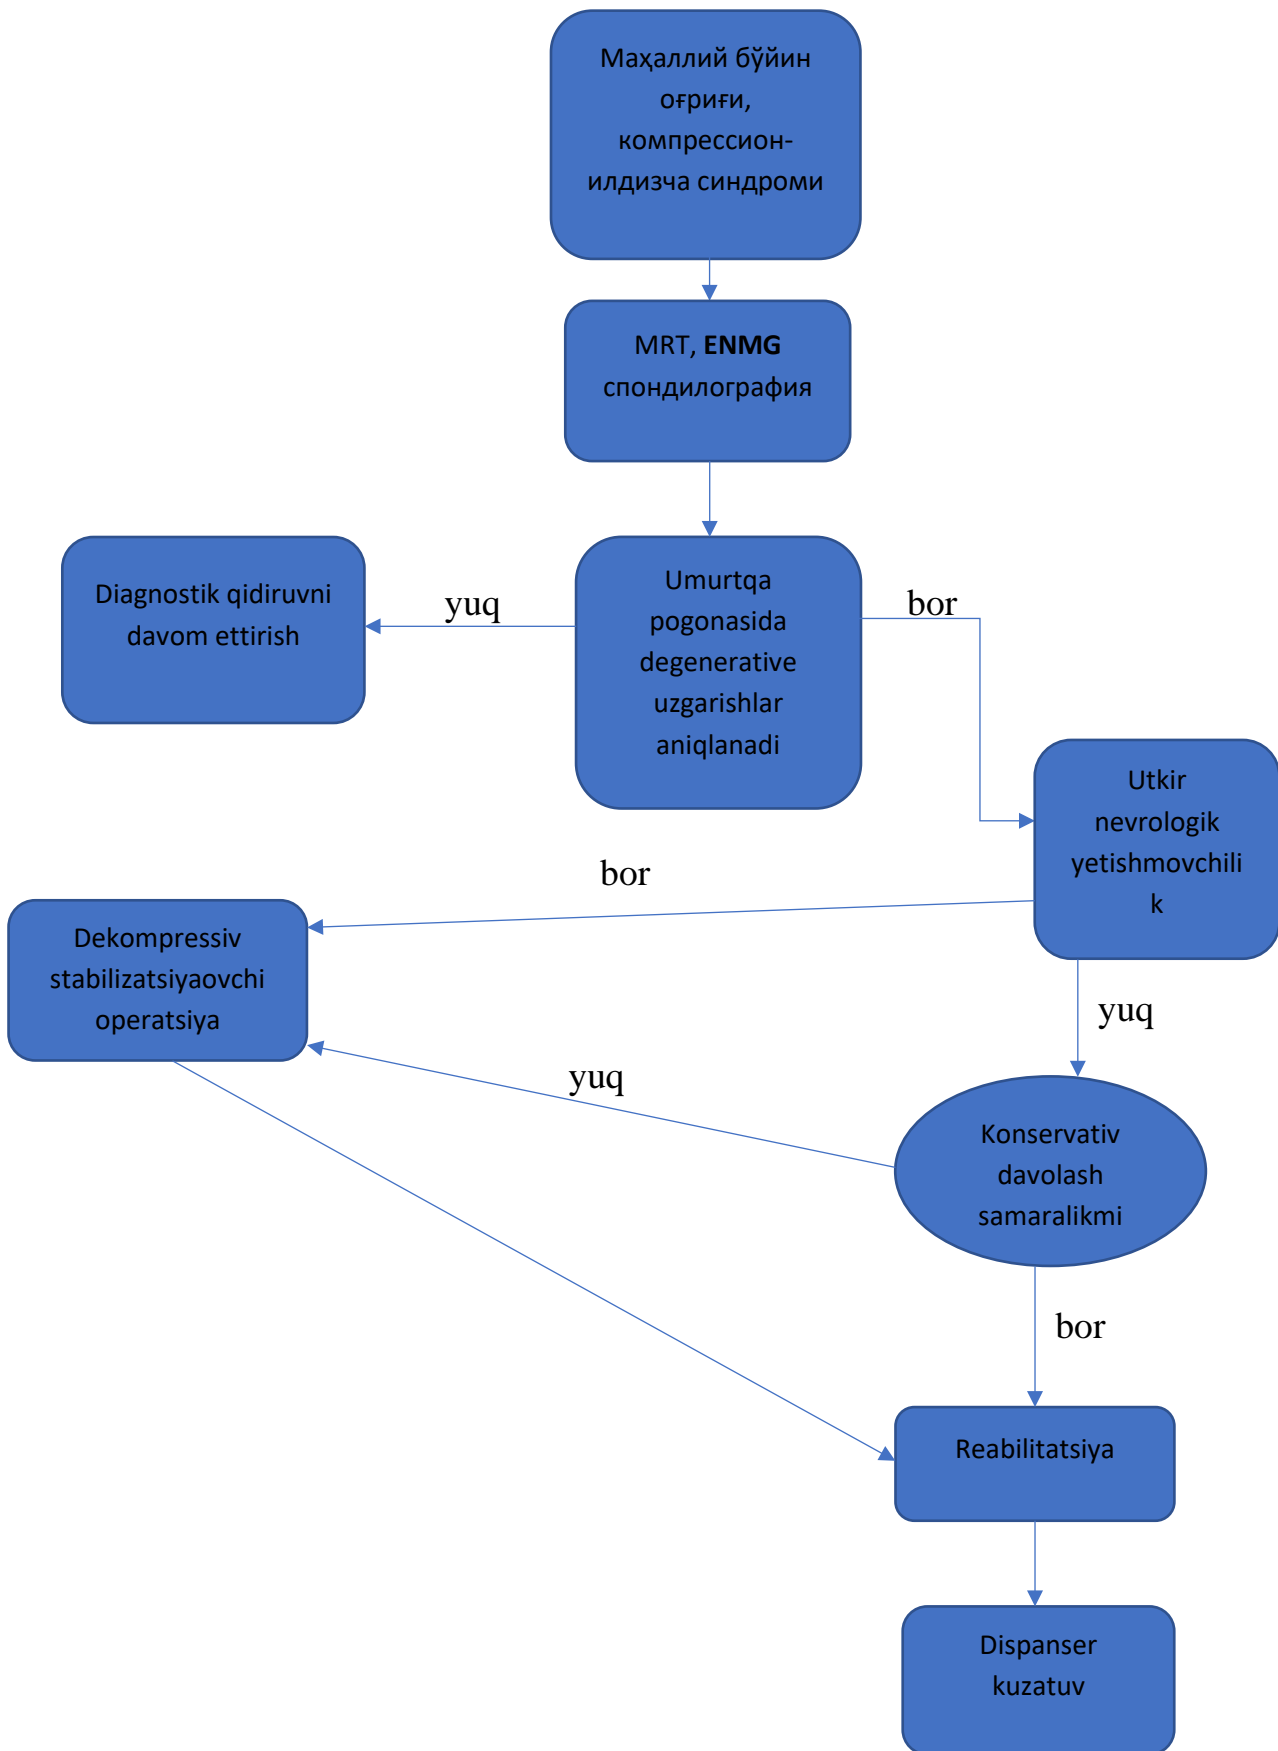 Маҳаллий бўйин
оғриғи,
компрессион-
илдизча синдроми
MRT, ENMG
спондилография
Diagnostik qidiruvni
davom ettirish
yuq
Umurtqa
pogonasida
degenerative
uzgarishlar
aniqlanadi
bor
Utkir
nevrologik
yetishmovchili
k
bor
Dekompressiv
stabilizatsiyaovchi
operatsiya
yuq
yuq
Konservativ
davolash
samaralikmi
bor
Reabilitatsiya
Dispanser
kuzatuv